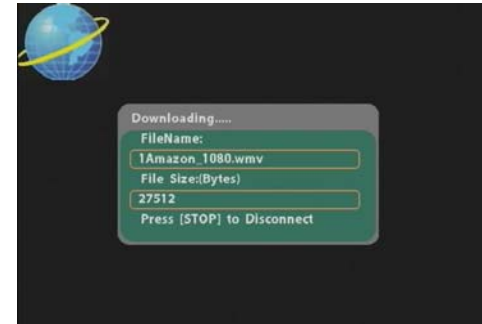 Downloading.....
FileName:
1Amazon_1080.wmv
File Size:(Bytes)
27512
Press [STOP] to Disconnect